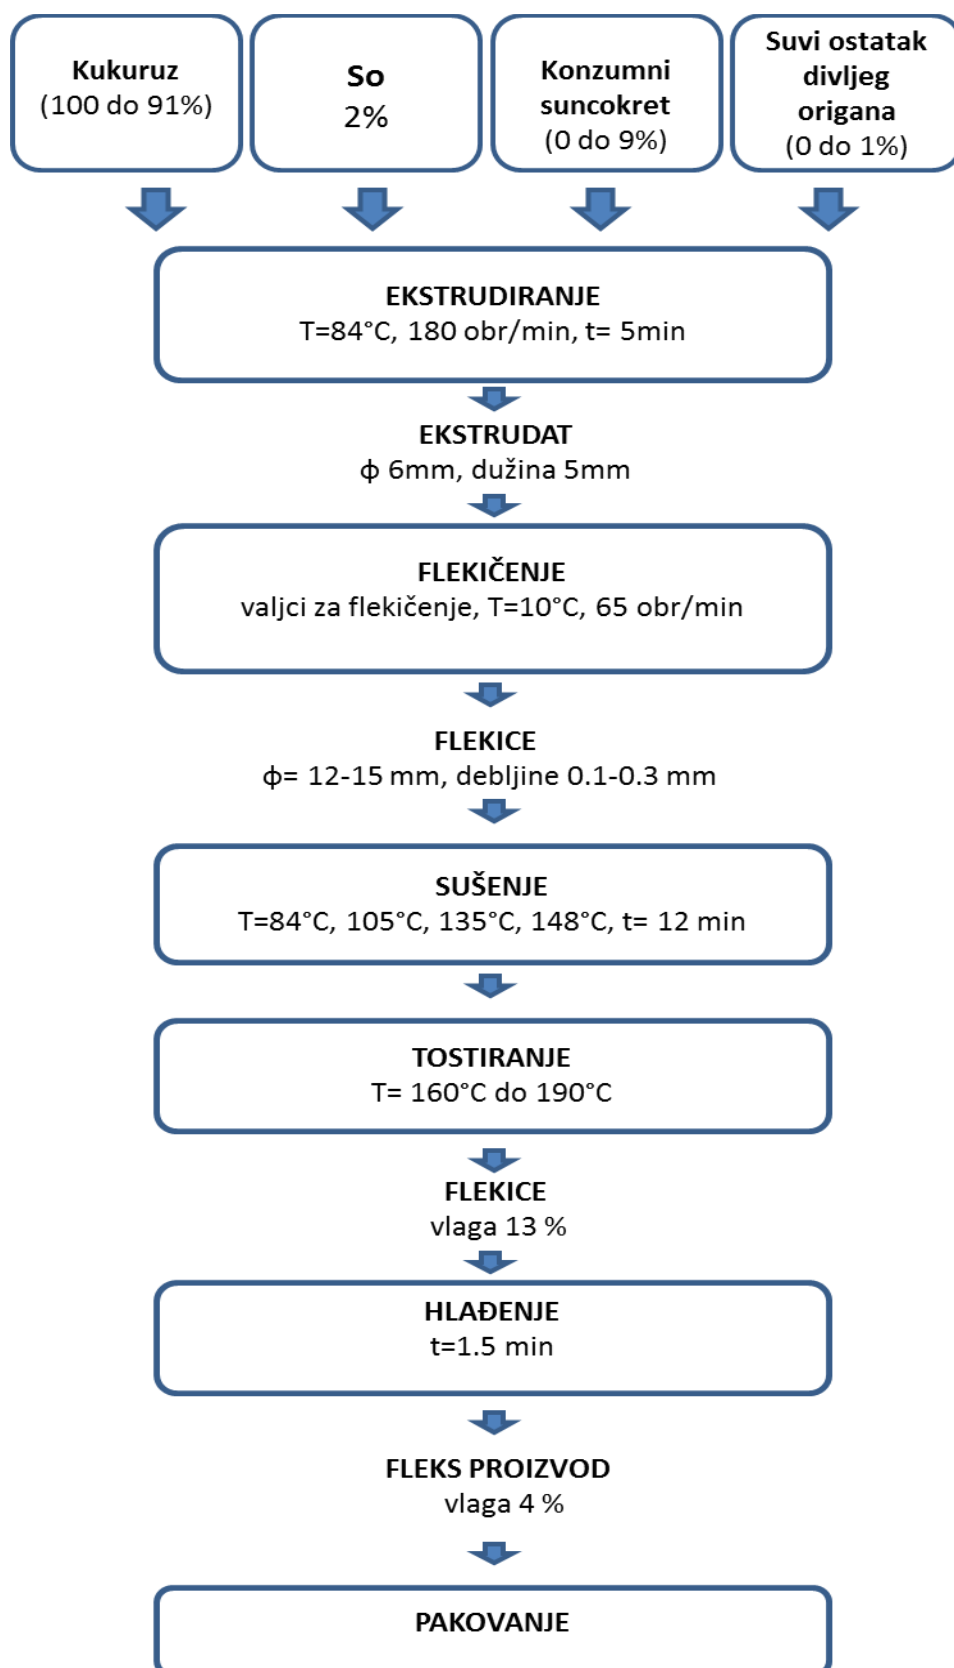 Kukuruz
(100 do 91%)
So
2%
Konzumni
suncokret
(0 do 9%)
Suvi ostatak
divljeg
origana
(0 do 1%)
EKSTRUDIRANJE
T=84°C, 180 obr/min, t= 5min
EKSTRUDAT
ϕ 6mm, dužina 5mm
FLEKIČENJE
valjci za flekičenje, T=10°C, 65 obr/min
FLEKICE
ϕ= 12-15 mm, debljine 0.1-0.3 mm
SUŠENJE
T=84°C, 105°C, 135°C, 148°C, t= 12 min
TOSTIRANJE
T= 160°C do 190°C
FLEKICE
vlaga 13 %
HLAĐENJE
t=1.5 min
FLEKS PROIZVOD
vlaga 4 %
PAKOVANJE